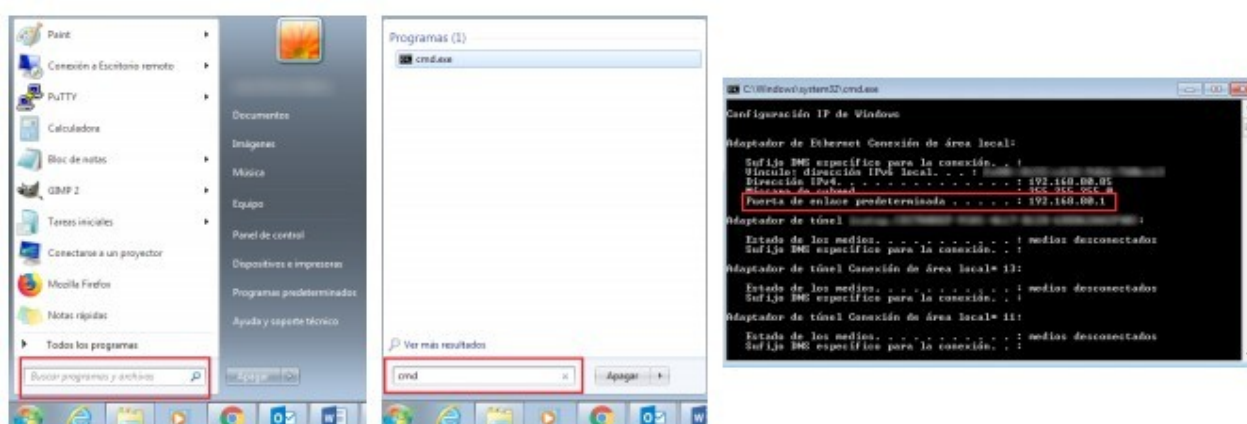 Paint
Conexión a Escritorio remoto
PuTTY
Calculadora
Bloc de notas
GIMP 2
Tareas iniciales
Conectarse a un proyector
Mozilla Firefox
Notas rápidas
Todos los programas
Buscar programas y archivos
Documentos
Imágenes
Música
Equipo
Panel de control
Dispositivos e impresoras
Programas predeterminados
Ayuda y soporte técnico
Apagar
Programas (1)
cmd.exe
Ver más resultados
cmd
Apagar
C:\Windows\system32\cmd.exe
Configuración IP de Windows
Adaptador de Ethernet Conexión de área local:
Sufijo DNS específico para la conexión. . :
Vínculo: dirección IPv6 local. . . :
Dirección IPv4. . . . . . . . . . . . . . : 192.168.80.85
Máscara de subred . . . . . . . . . . . . : 255.255.255.0
Puerta de enlace predeterminada . . . . . : 192.168.80.1
Adaptador de túnel
Estado de los medios. . . . . . . . . . . : medios desconectados
Sufijo DNS específico para la conexión. . :
Adaptador de túnel Conexión de área local* 13:
Estado de los medios. . . . . . . . . . . : medios desconectados
Sufijo DNS específico para la conexión. . :
Adaptador de túnel Conexión de área local* 11:
Estado de los medios. . . . . . . . . . . : medios desconectados
Sufijo DNS específico para la conexión. . :